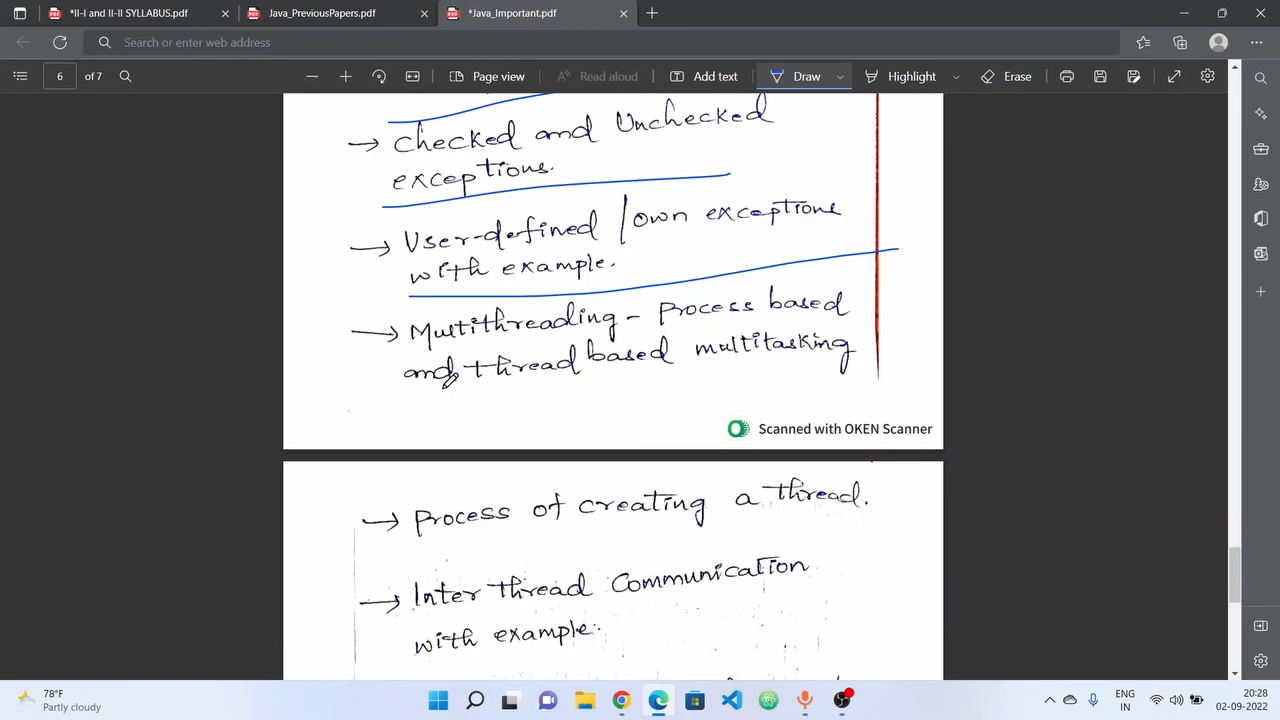 *II-I and II-II SYLLABUS.pdf
Java_PreviousPapers.pdf
*Java_Important.pdf
Search or enter web address
6 of 7
Page view
Read aloud
Add text
Draw
Highlight
Erase
→ checked and Unchecked
exceptions.
→ User-defined / own exceptions
with example.
→ Multithreading - Process based
and thread based multitasking
Scanned with OKEN Scanner
→ Process of creating a thread.
→ Inter thread Communication
with example.
78°F
Partly cloudy
ENG
IN
20:28
02-09-2022